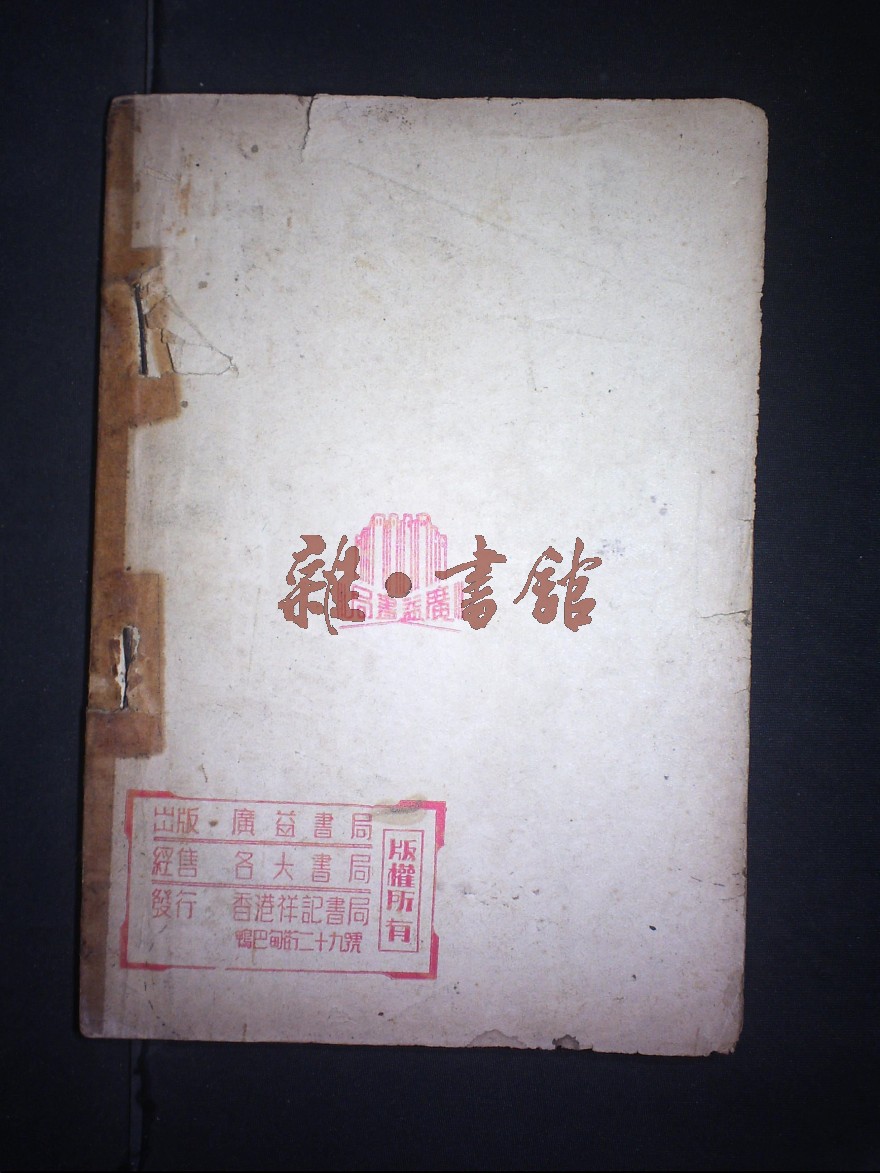 雜·書舘
廣益書局
出版 廣益書局
經售 各大書局
發行 香港祥記書局
鴨巴甸街二十九號
版權所有